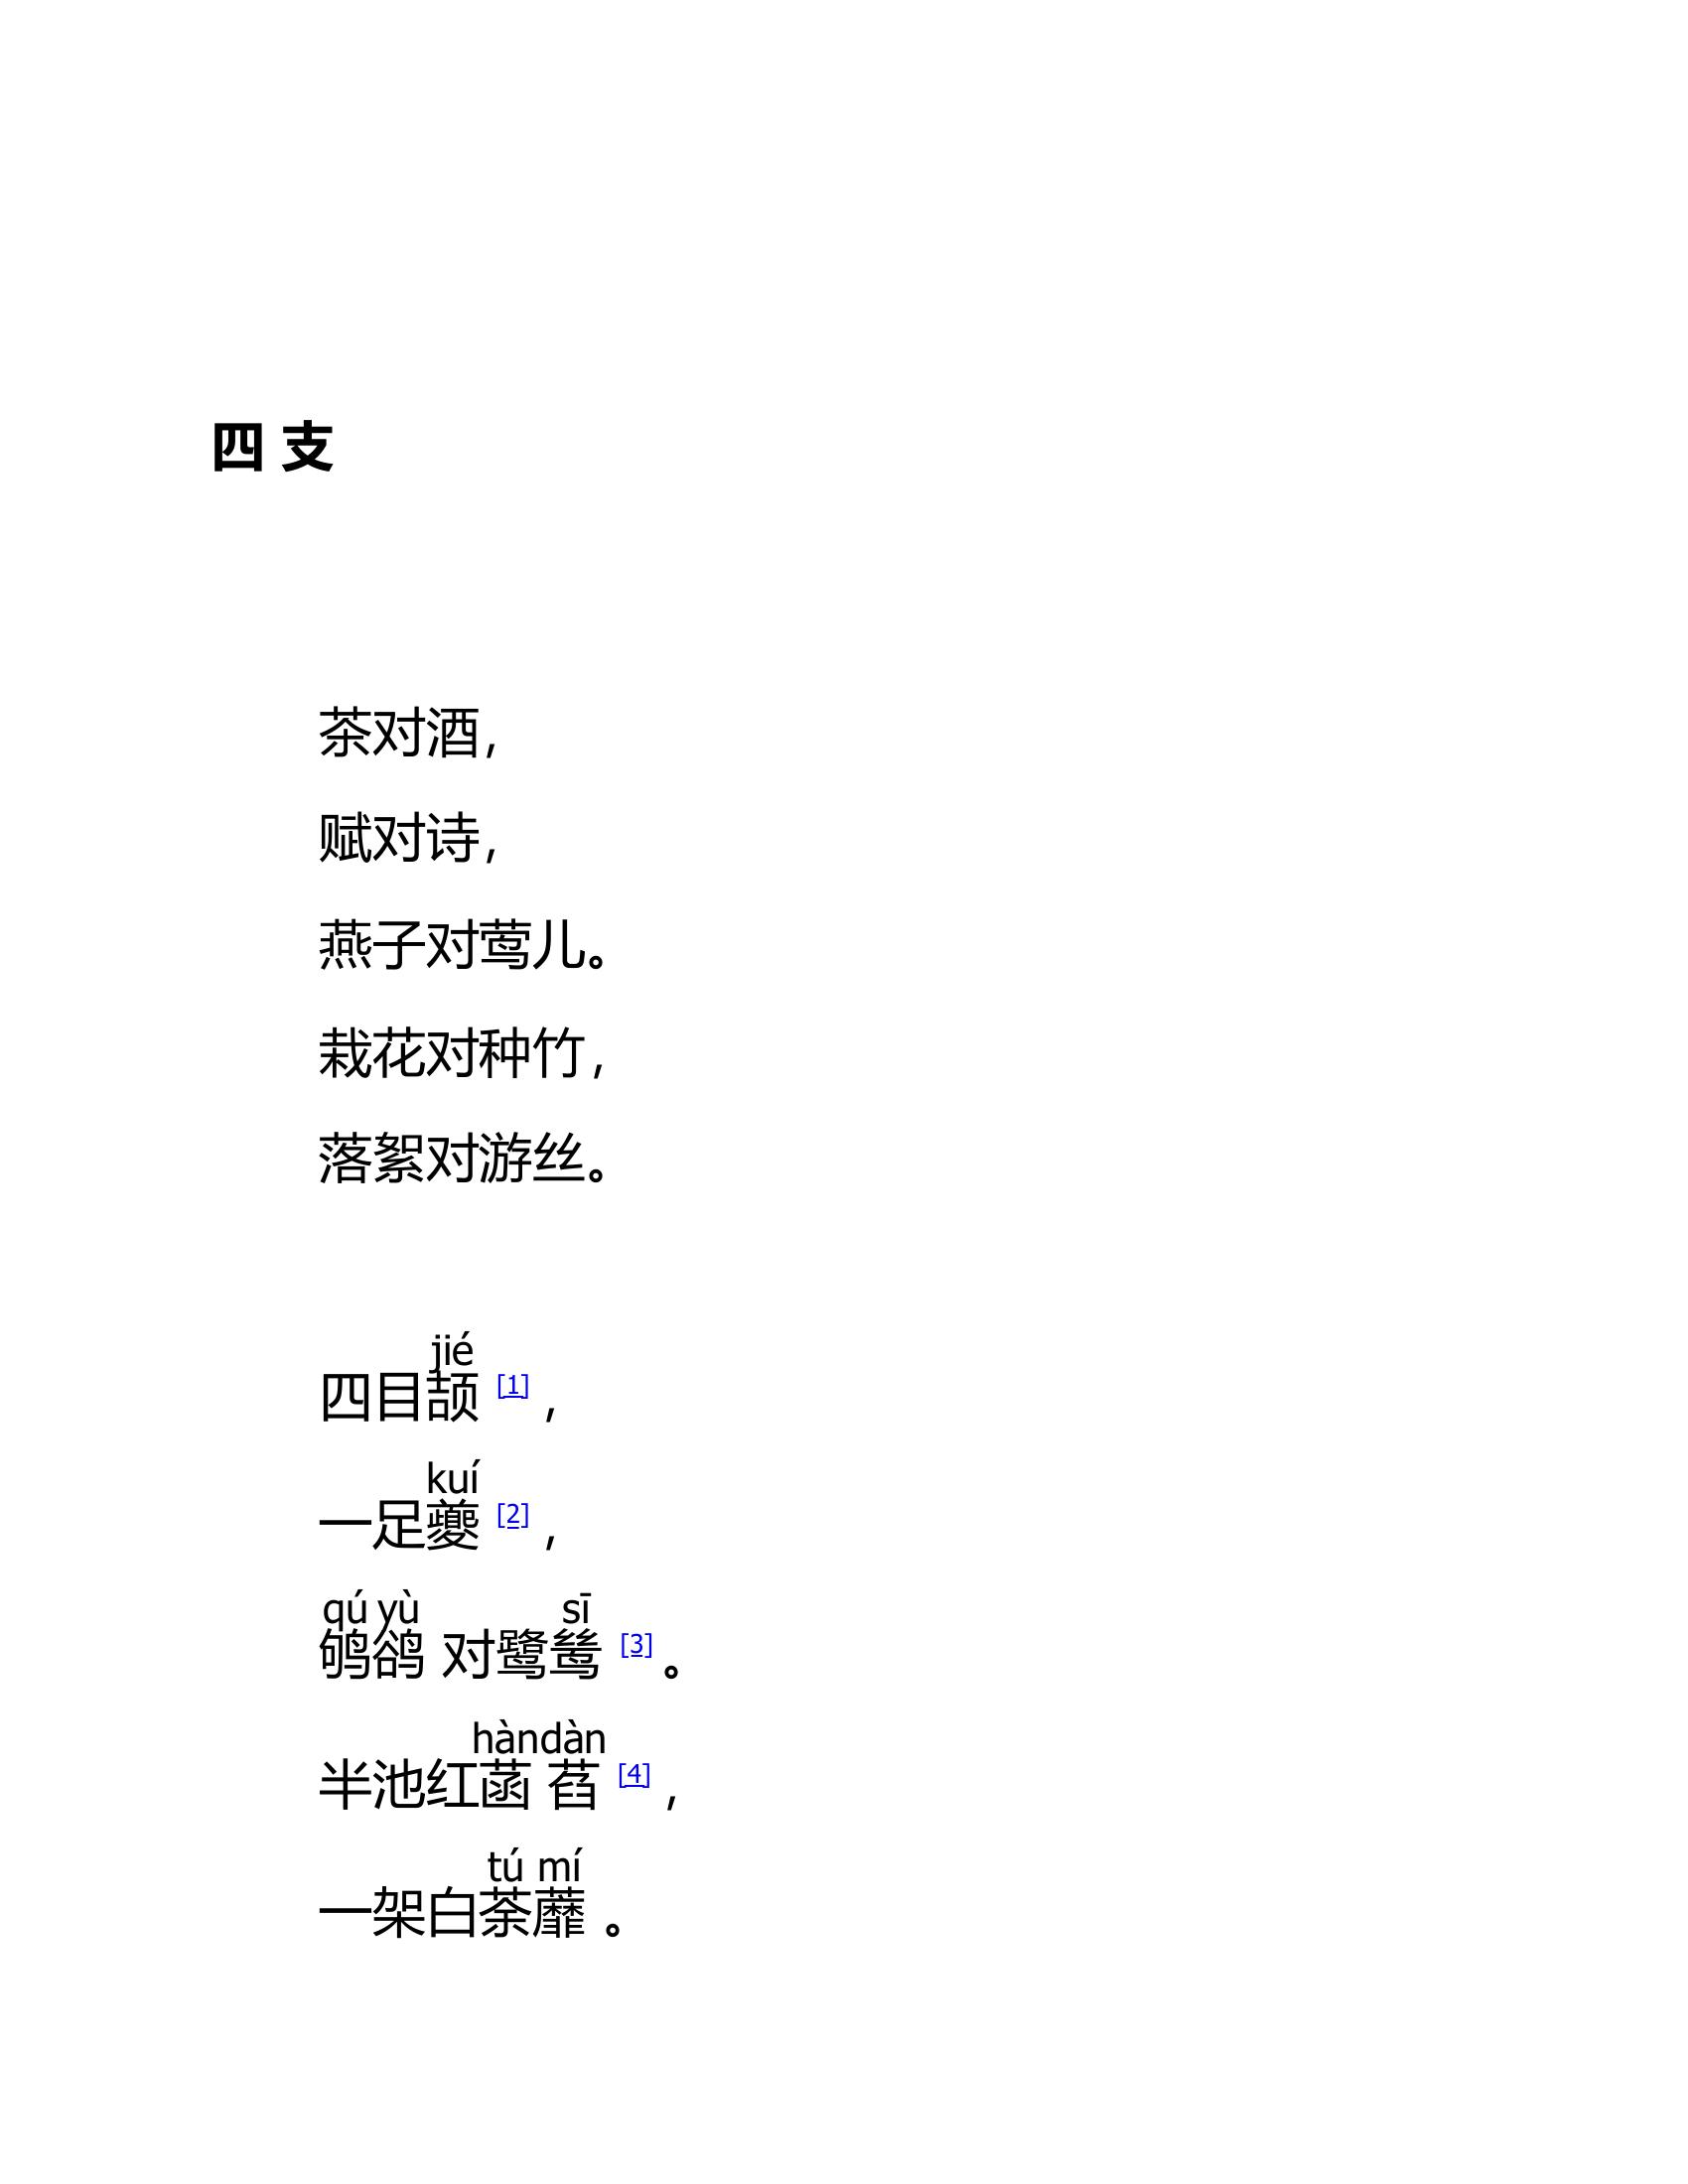 四 支
茶对酒，
赋对诗，
燕子对莺儿。
栽花对种竹，
落絮对游丝。
jié
四目颉 [1] ，
kuí
一足夔 [2] ，
qú yù sī
鸲鹆 对鹭鸶 [3] 。
hàndàn
半池红菡 萏 [4] ，
tú mí
一架白荼蘼 。